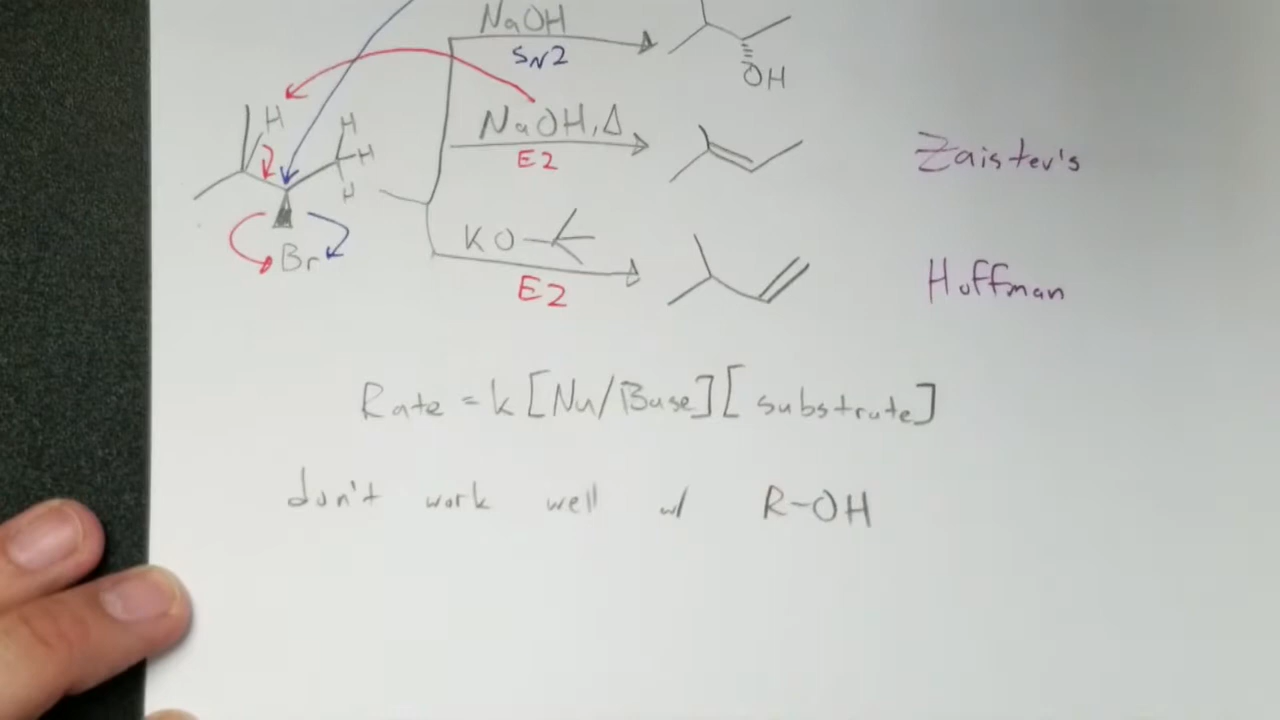 NaOH
SN2
OH
H
NaOH, Δ
E2
Zaistev's
H
H
H
Br
KO
E2
Hoffman
Rate = k [Nu/Base][substrate]
don't work well w/ R-OH